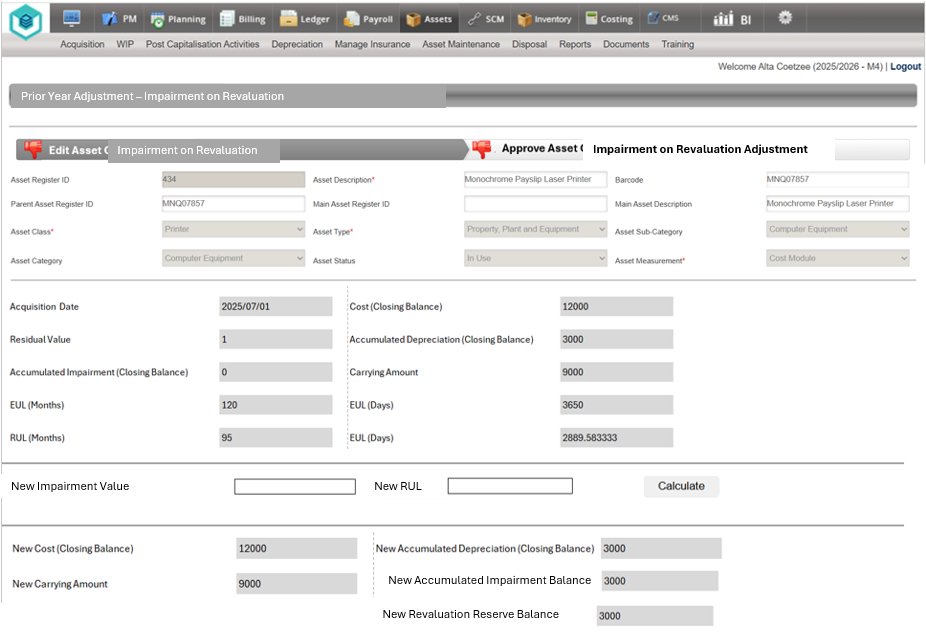 PM Planning Billing Ledger Payroll Assets SCM Inventory Costing CMS BI
Acquisition WIP Post Capitalisation Activities Depreciation Manage Insurance Asset Maintenance Disposal Reports Documents Training
Welcome Alta Coetzee (2025/2026 - M4) | Logout
Prior Year Adjustment – Impairment on Revaluation
Edit Asset Impairment on Revaluation Approve Asset Impairment on Revaluation Adjustment
Asset Register ID 434 Asset Description* Monochrome Payslip Laser Printer Barcode MNQ07857
Parent Asset Register ID MNQ07857 Main Asset Register ID Main Asset Description Monochrome Payslip Laser Printer
Asset Class* Printer Asset Type* Property, Plant and Equipment Asset Sub-Category Computer Equipment
Asset Category Computer Equipment Asset Status In Use Asset Measurement* Cost Module
Acquisition Date 2025/07/01 Cost (Closing Balance) 12000
Residual Value 1 Accumulated Depreciation (Closing Balance) 3000
Accumulated Impairment (Closing Balance) 0 Carrying Amount 9000
EUL (Months) 120 EUL (Days) 3650
RUL (Months) 95 EUL (Days) 2889.583333
New Impairment Value New RUL Calculate
New Cost (Closing Balance) 12000 New Accumulated Depreciation (Closing Balance) 3000
New Carrying Amount 9000 New Accumulated Impairment Balance 3000
New Revaluation Reserve Balance 3000